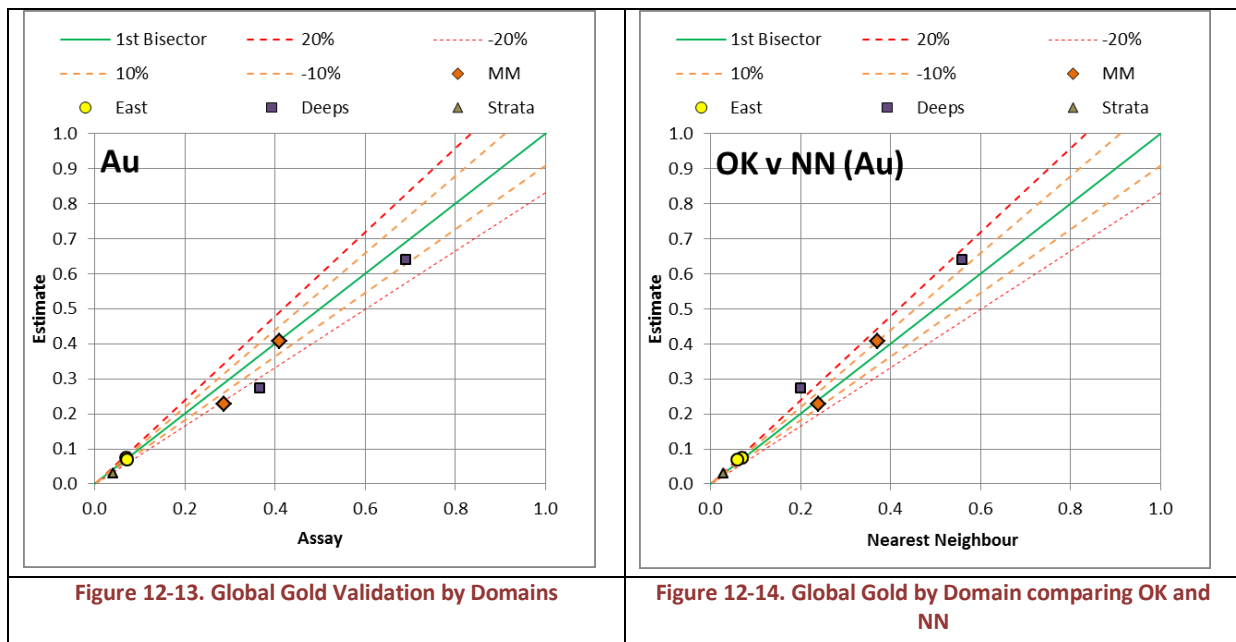 1st Bisector 20% -20%
10% -10% MM
East Deeps Strata
Au
1.0
0.9
0.8
0.7
0.6
0.5
0.4
0.3
0.2
0.1
0.0
Estimate
0.0 0.2 0.4 0.6 0.8 1.0
Assay
Figure 12-13. Global Gold Validation by Domains
1st Bisector 20% -20%
10% -10% MM
East Deeps Strata
OK v NN (Au)
1.0
0.9
0.8
0.7
0.6
0.5
0.4
0.3
0.2
0.1
0.0
Estimate
0.0 0.2 0.4 0.6 0.8 1.0
Nearest Neighbour
Figure 12-14. Global Gold by Domain comparing OK and
NN